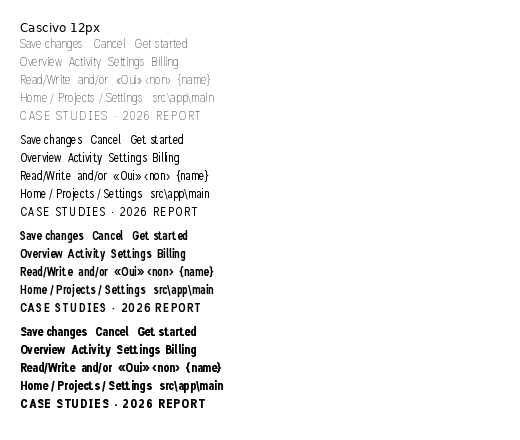 Cascivo 12px
Save changes Cancel Get started
Overview Activity Settings Billing
Read/Write and/or «Oui» ‹non› {name}
Home / Projects / Settings src\app\main
CASE STUDIES · 2026 REPORT
Save changes Cancel Get started
Overview Activity Settings Billing
Read/Write and/or «Oui» ‹non› {name}
Home / Projects / Settings src\app\main
CASE STUDIES · 2026 REPORT
Save changes Cancel Get started
Overview Activity Settings Billing
Read/Write and/or «Oui» ‹non› {name}
Home / Projects / Settings src\app\main
CASE STUDIES · 2026 REPORT
Save changes Cancel Get started
Overview Activity Settings Billing
Read/Write and/or «Oui» ‹non› {name}
Home / Projects / Settings src\app\main
CASE STUDIES · 2026 REPORT